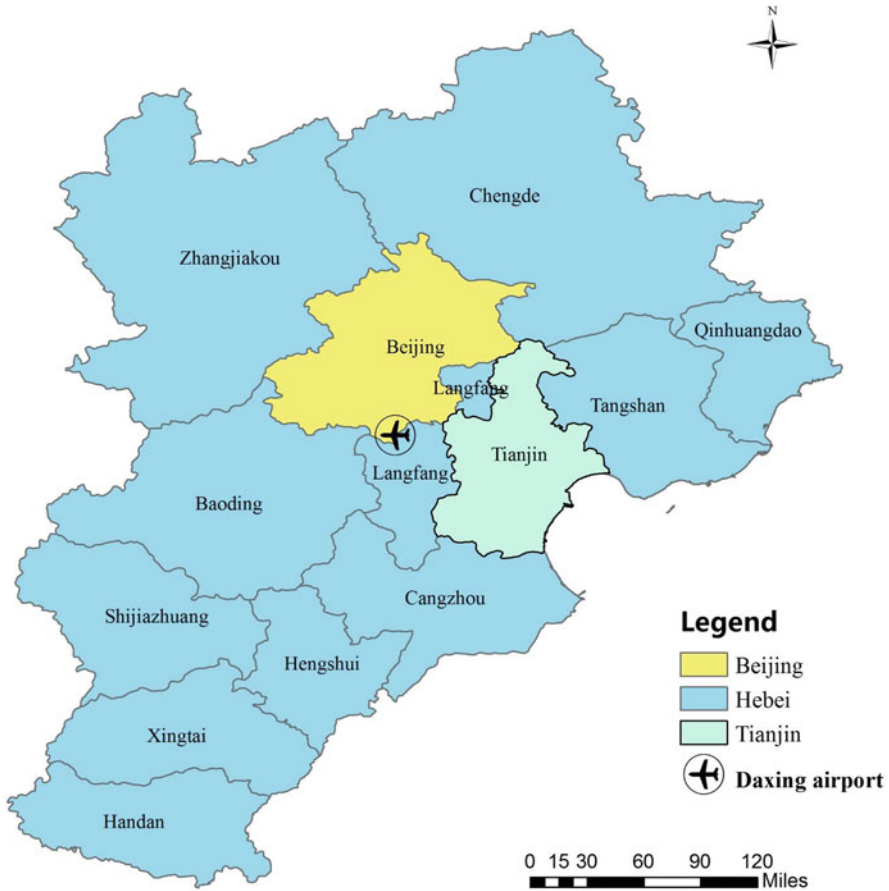 N
Chengde
Zhangjiakou
Qinhuangdao
Beijing
Langfang
Tangshan
Tianjin
Langfang
Baoding
Cangzhou
Shijiazhuang
Hengshui
Xingtai
Handan
Legend
Beijing
Hebei
Tianjin
Daxing airport
0 15 30 60 90 120
Miles